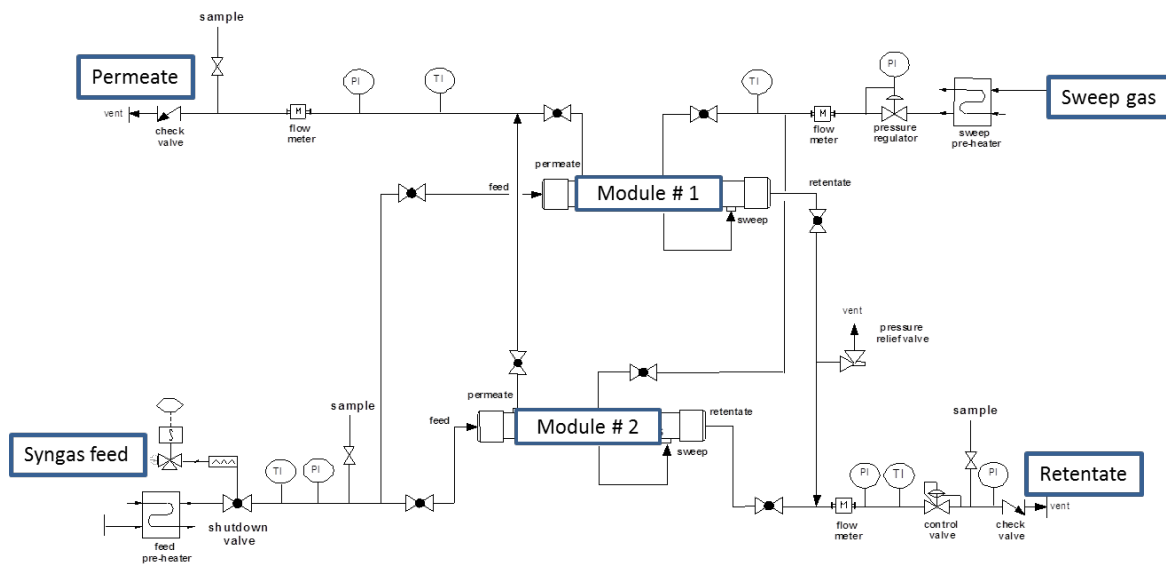 sample
Permeate
PI
TI
vent
check
valve
M
flow
meter
PI
TI
M
flow
meter
pressure
regulator
sweep
pre-heater
Sweep gas
permeate
feed
Module # 1
retentate
sweep
vent
pressure
relief valve
permeate
feed
Module # 2
retentate
sweep
sample
S
Syngas feed
TI
PI
shutdown
valve
feed
pre-heater
sample
PI
TI
PI
Retentate
M
flow
meter
control
valve
check
valve
vent